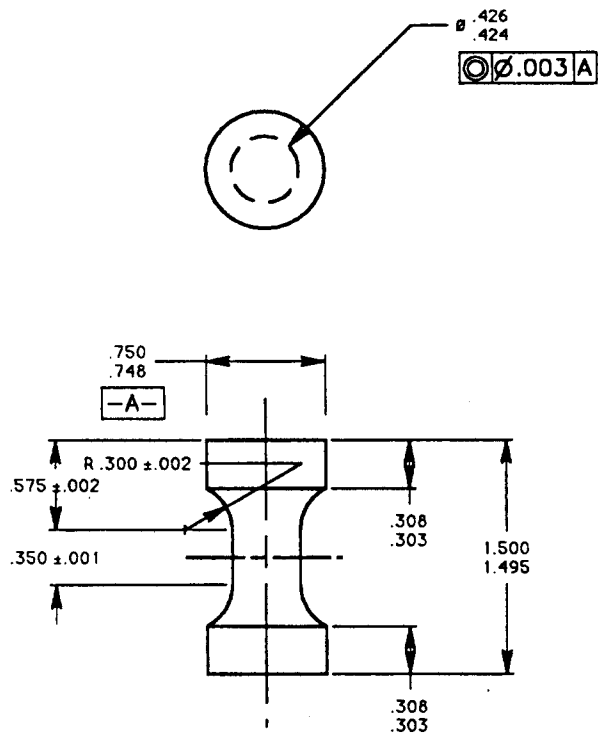 ø .426
.424
◎ Ø.003 A
.750
.748
-A-
R .300 ±.002
.575 ±.002
.350 ±.001
.308
.303
1.500
1.495
.308
.303